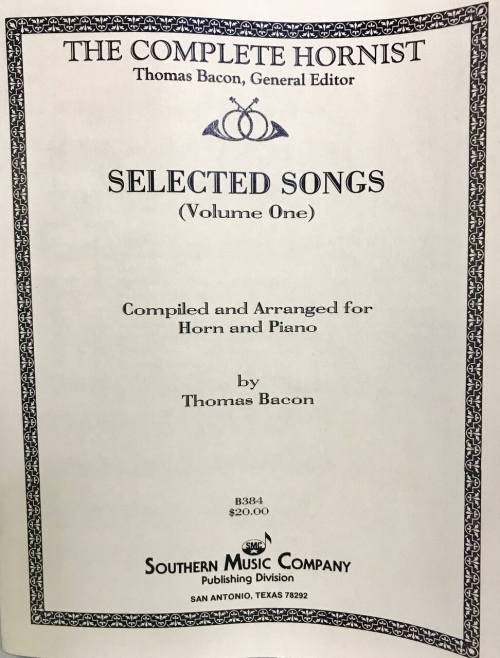 THE COMPLETE HORNIST
Thomas Bacon, General Editor
SELECTED SONGS
(Volume One)
Compiled and Arranged for
Horn and Piano
by
Thomas Bacon
B384
$20.00
SMC
SOUTHERN MUSIC COMPANY
Publishing Division
SAN ANTONIO, TEXAS 78292